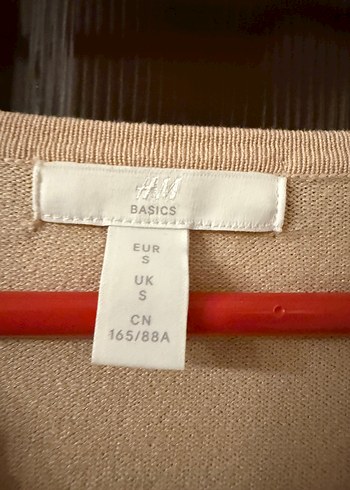 H&M
BASICS
EUR
S
UK
S
CN
165/88A